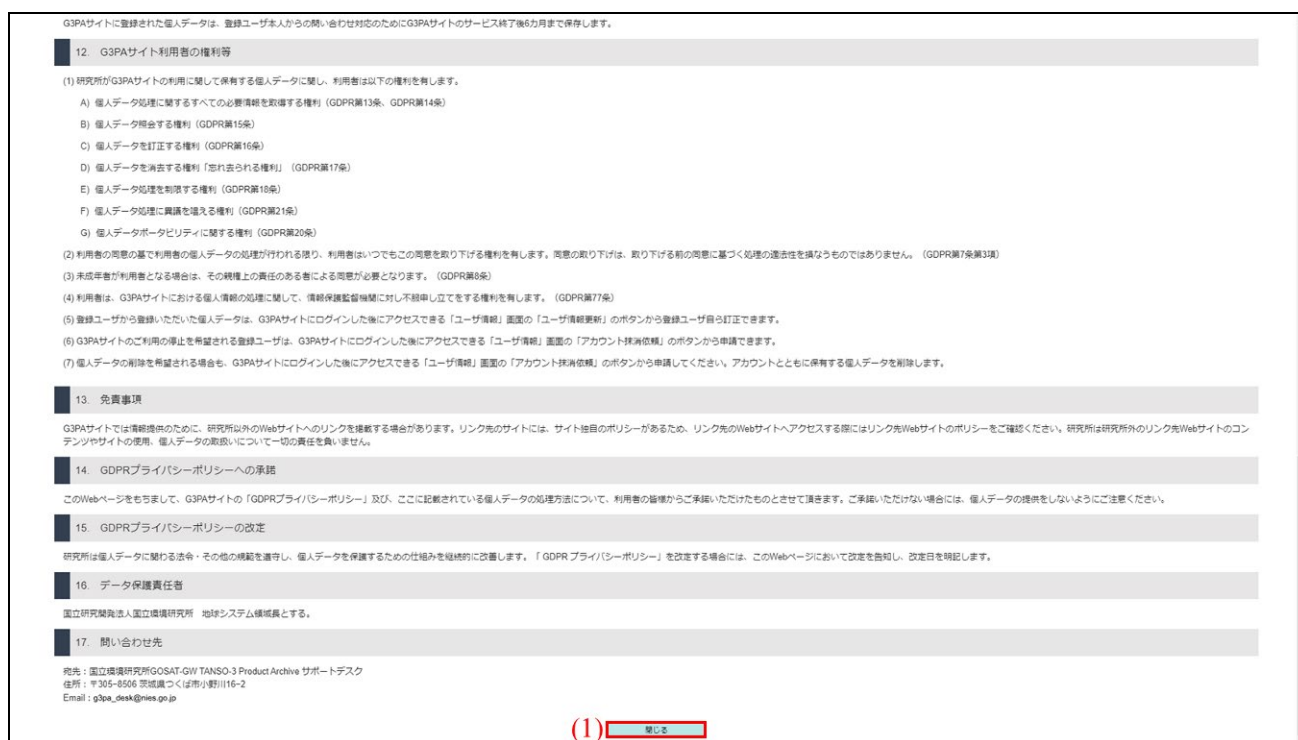 G3PAサイトに登録された個人データは、登録ユーザ本人からの問い合わせ対応のためにG3PAサイトのサービス終了後6カ月まで保存します。
12. G3PAサイト利用者の権利等
(1) 研究所がG3PAサイトの利用に関して保有する個人データに関し、利用者は以下の権利を有します。
A) 個人データ処理に関するすべての必要情報を取得する権利（GDPR第13条、GDPR第14条）
B) 個人データ照会する権利（GDPR第15条）
C) 個人データを訂正する権利（GDPR第16条）
D) 個人データを消去する権利「忘れ去られる権利」（GDPR第17条）
E) 個人データ処理を制限する権利（GDPR第18条）
F) 個人データ処理に異議を唱える権利（GDPR第21条）
G) 個人データポータビリティに関する権利（GDPR第20条）
(2) 利用者の同意の基で利用者の個人データの処理が行われる限り、利用者はいつでもこの同意を取り下げる権利を有します。同意の取り下げは、取り下げる前の同意に基づく処理の適法性を損なうものではありません。（GDPR第7条第3項）
(3) 未成年者が利用者となる場合は、その親権上の責任のある者による同意が必要となります。（GDPR第8条）
(4) 利用者は、G3PAサイトにおける個人情報の処理に関して、情報保護監督機関に対し不服申し立てをする権利を有します。（GDPR第77条）
(5) 登録ユーザから登録いただいた個人データは、G3PAサイトにログインした後にアクセスできる「ユーザ情報」画面の「ユーザ情報更新」のボタンから登録ユーザ自ら訂正できます。
(6) G3PAサイトのご利用の停止を希望される登録ユーザは、G3PAサイトにログインした後にアクセスできる「ユーザ情報」画面の「アカウント抹消依頼」のボタンから申請できます。
(7) 個人データの削除を希望される場合も、G3PAサイトにログインした後にアクセスできる「ユーザ情報」画面の「アカウント抹消依頼」のボタンから申請してください。アカウントとともに保有する個人データを削除します。
13. 免責事項
G3PAサイトでは情報提供のために、研究所以外のWebサイトへのリンクを掲載する場合があります。リンク先のサイトには、サイト独自のポリシーがあるため、リンク先のWebサイトへアクセスする際にはリンク先Webサイトのポリシーをご確認ください。研究所は研究所外のリンク先Webサイトのコン
テンツやサイトの使用、個人データの取扱いについて一切の責任を負いません。
14. GDPRプライバシーポリシーへの承諾
このWebページをもちまして、G3PAサイトの「GDPRプライバシーポリシー」及び、ここに記載されている個人データの処理方法について、利用者の皆様からご承諾いただけたものとさせて頂きます。ご承諾いただけない場合には、個人データの提供をしないようにご注意ください。
15. GDPRプライバシーポリシーの改定
研究所は個人データに関わる法令・その他の規範を遵守し、個人データを保護するための仕組みを継続的に改善します。「 GDPR プライバシーポリシー」を改定する場合には、このWebページにおいて改定を告知し、改定日を明記します。
16. データ保護責任者
国立研究開発法人国立環境研究所　地球システム領域長とする。
17. 問い合わせ先
宛先：国立環境研究所GOSAT-GW TANSO-3 Product Archive サポートデスク
住所：〒305-8506 茨城県つくば市小野川16-2
Email : g3pa_desk@nies.go.jp
(1) 閉じる